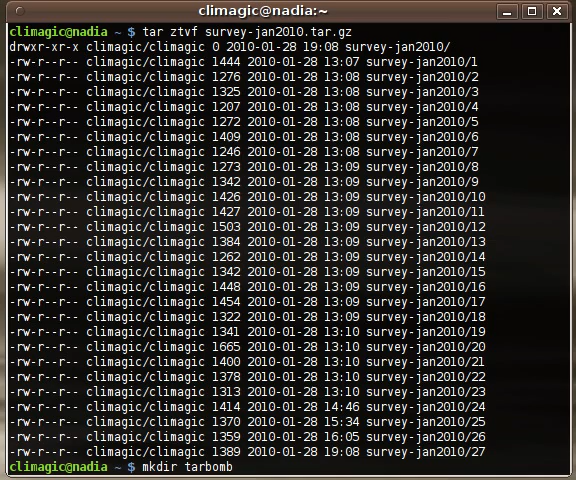 climagic@nadia:~
climagic@nadia ~ $ tar ztvf survey-jan2010.tar.gz
drwxr-xr-x climagic/climagic 0 2010-01-28 19:08 survey-jan2010/
-rw-r--r-- climagic/climagic 1444 2010-01-28 13:07 survey-jan2010/1
-rw-r--r-- climagic/climagic 1276 2010-01-28 13:08 survey-jan2010/2
-rw-r--r-- climagic/climagic 1325 2010-01-28 13:08 survey-jan2010/3
-rw-r--r-- climagic/climagic 1207 2010-01-28 13:08 survey-jan2010/4
-rw-r--r-- climagic/climagic 1272 2010-01-28 13:08 survey-jan2010/5
-rw-r--r-- climagic/climagic 1409 2010-01-28 13:08 survey-jan2010/6
-rw-r--r-- climagic/climagic 1246 2010-01-28 13:08 survey-jan2010/7
-rw-r--r-- climagic/climagic 1273 2010-01-28 13:09 survey-jan2010/8
-rw-r--r-- climagic/climagic 1342 2010-01-28 13:09 survey-jan2010/9
-rw-r--r-- climagic/climagic 1426 2010-01-28 13:09 survey-jan2010/10
-rw-r--r-- climagic/climagic 1427 2010-01-28 13:09 survey-jan2010/11
-rw-r--r-- climagic/climagic 1503 2010-01-28 13:09 survey-jan2010/12
-rw-r--r-- climagic/climagic 1384 2010-01-28 13:09 survey-jan2010/13
-rw-r--r-- climagic/climagic 1262 2010-01-28 13:09 survey-jan2010/14
-rw-r--r-- climagic/climagic 1342 2010-01-28 13:09 survey-jan2010/15
-rw-r--r-- climagic/climagic 1448 2010-01-28 13:09 survey-jan2010/16
-rw-r--r-- climagic/climagic 1454 2010-01-28 13:09 survey-jan2010/17
-rw-r--r-- climagic/climagic 1322 2010-01-28 13:09 survey-jan2010/18
-rw-r--r-- climagic/climagic 1341 2010-01-28 13:10 survey-jan2010/19
-rw-r--r-- climagic/climagic 1665 2010-01-28 13:10 survey-jan2010/20
-rw-r--r-- climagic/climagic 1400 2010-01-28 13:10 survey-jan2010/21
-rw-r--r-- climagic/climagic 1378 2010-01-28 13:10 survey-jan2010/22
-rw-r--r-- climagic/climagic 1313 2010-01-28 13:10 survey-jan2010/23
-rw-r--r-- climagic/climagic 1414 2010-01-28 14:46 survey-jan2010/24
-rw-r--r-- climagic/climagic 1370 2010-01-28 15:34 survey-jan2010/25
-rw-r--r-- climagic/climagic 1359 2010-01-28 16:05 survey-jan2010/26
-rw-r--r-- climagic/climagic 1389 2010-01-28 19:08 survey-jan2010/27
climagic@nadia ~ $ mkdir tarbomb